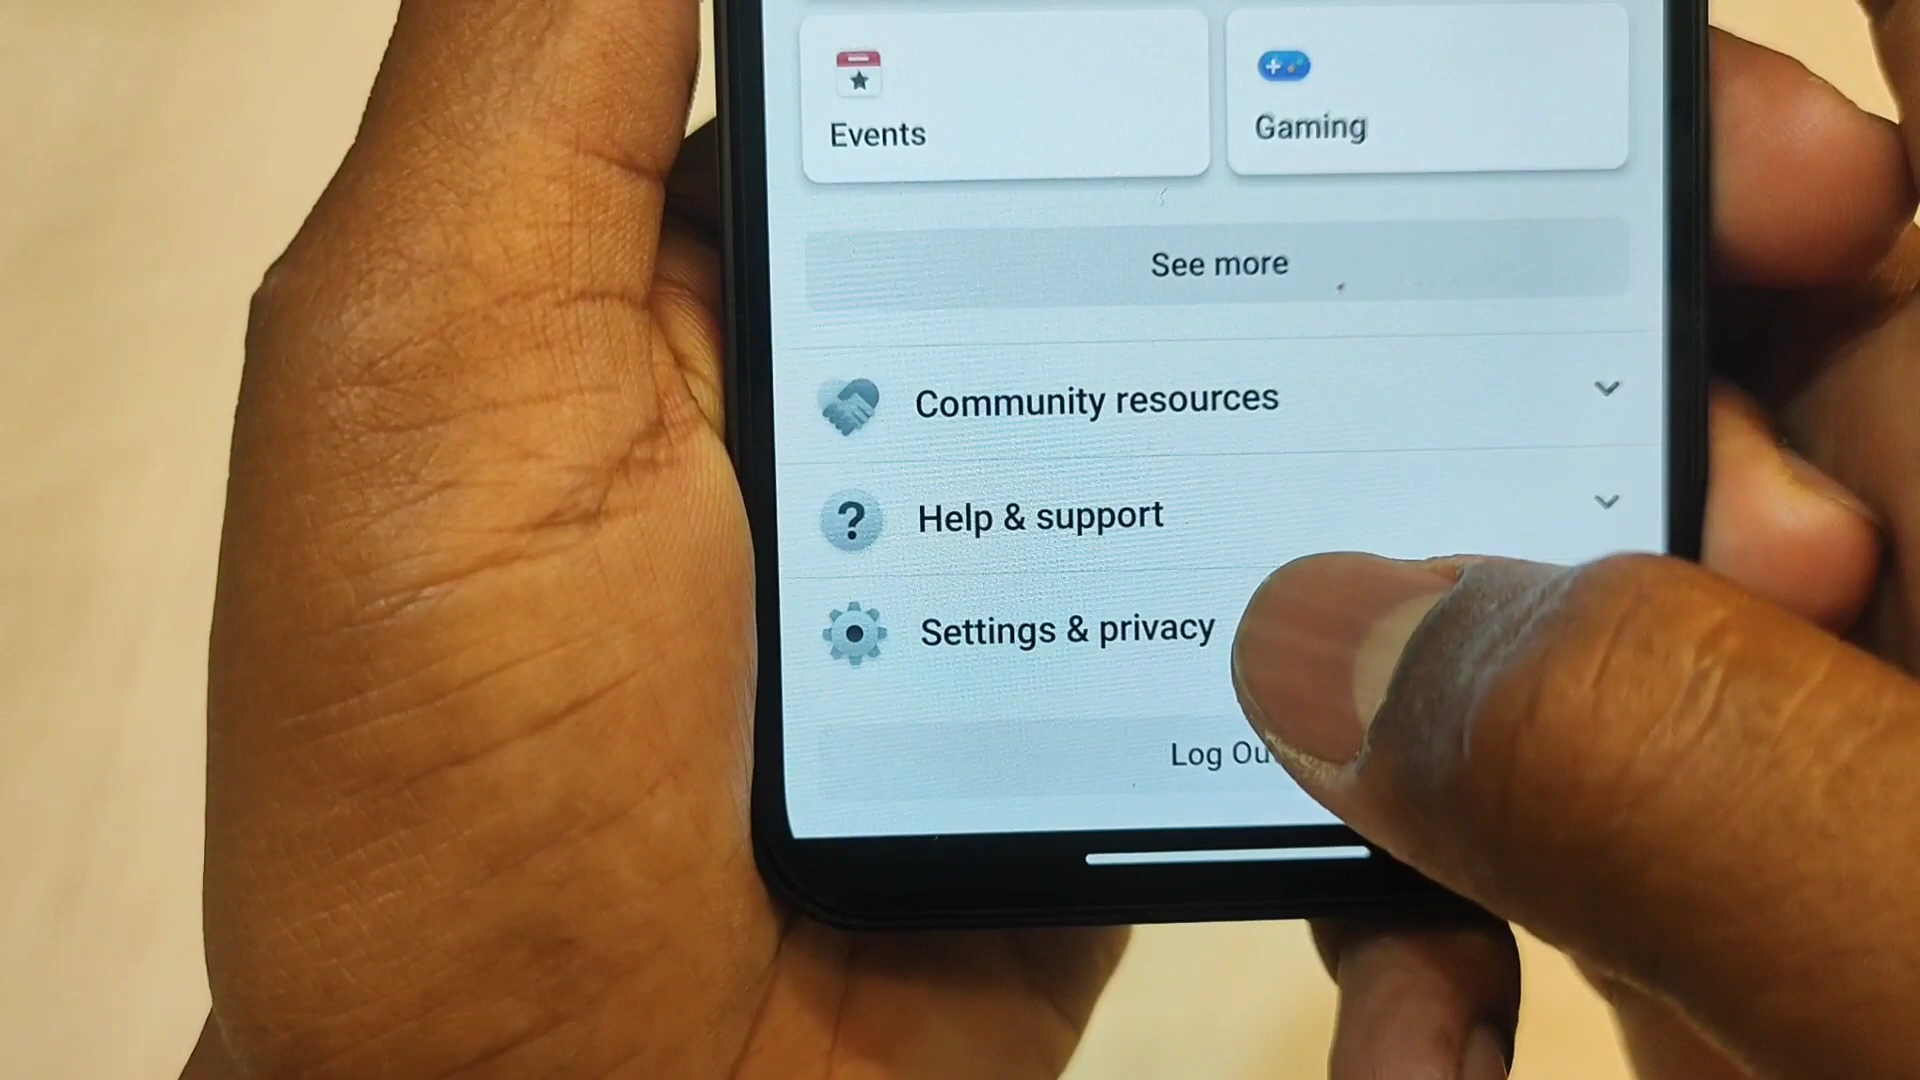 Events
Gaming
See more
Community resources
Help & support
Settings & privacy
Log Ou